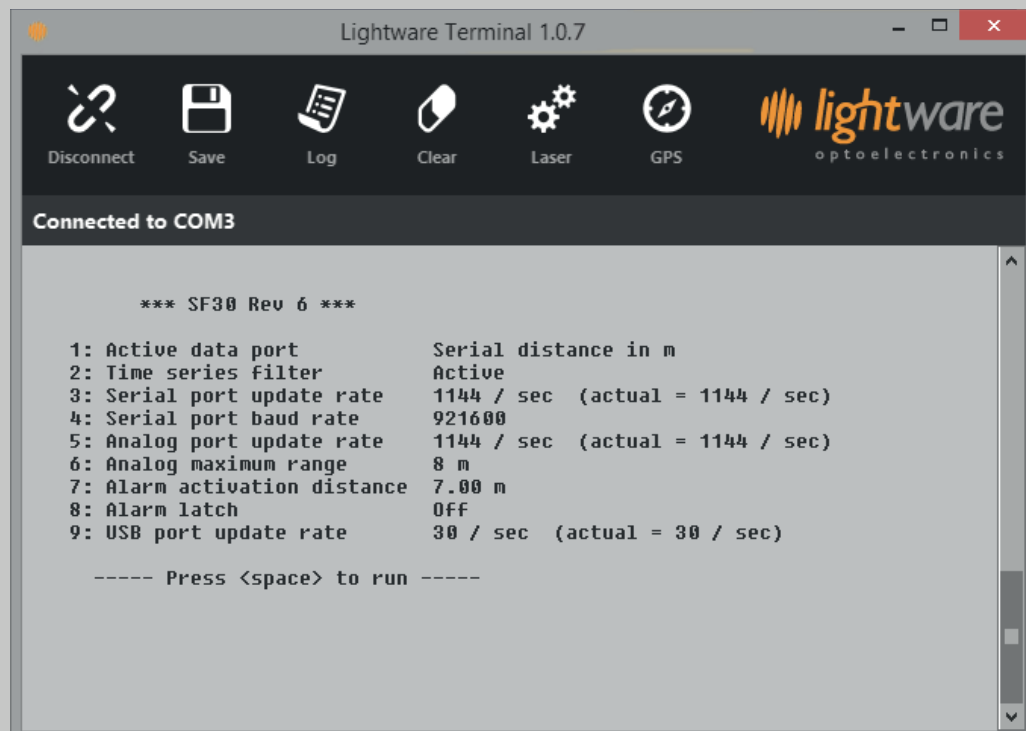 Lightware Terminal 1.0.7
Disconnect Save Log Clear Laser GPS
lightware
optoelectronics
Connected to COM3
*** SF30 Rev 6 ***
1: Active data port Serial distance in m
2: Time series filter Active
3: Serial port update rate 1144 / sec (actual = 1144 / sec)
4: Serial port baud rate 921600
5: Analog port update rate 1144 / sec (actual = 1144 / sec)
6: Analog maximum range 8 m
7: Alarm activation distance 7.00 m
8: Alarm latch Off
9: USB port update rate 30 / sec (actual = 30 / sec)
----- Press <space> to run -----